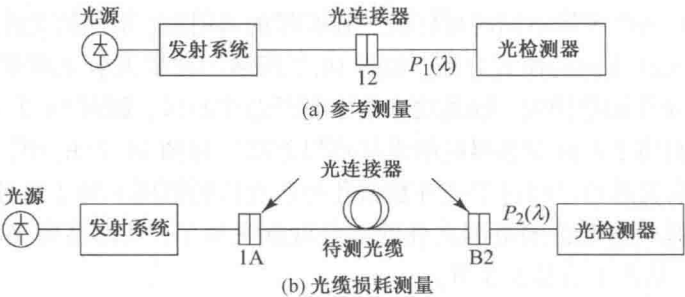 光源
光连接器
发射系统
光检测器
12
P₁(λ)
(a) 参考测量
光连接器
光源
P₂(λ)
发射系统
光检测器
1A
待测光缆
B2
(b) 光缆损耗测量